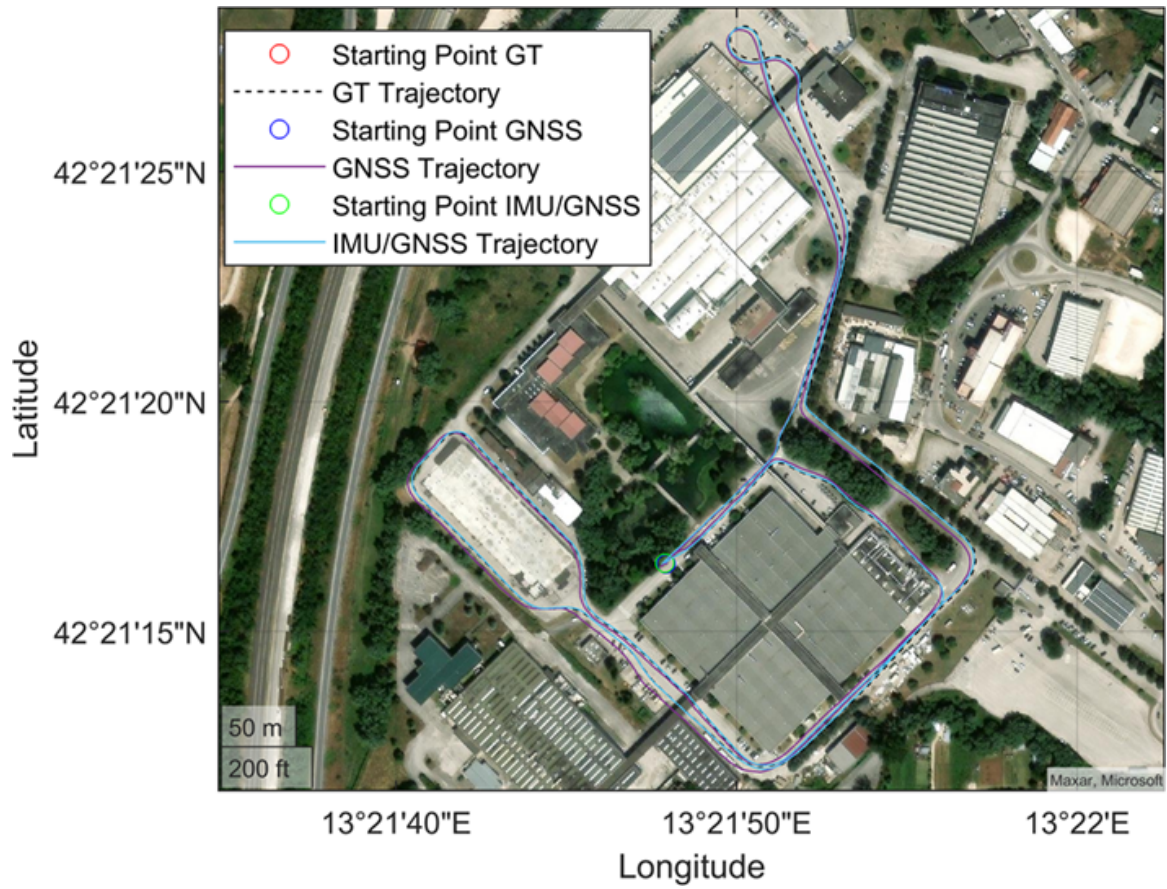 Starting Point GT
GT Trajectory
Starting Point GNSS
GNSS Trajectory
Starting Point IMU/GNSS
IMU/GNSS Trajectory
42°21'25"N
42°21'20"N
42°21'15"N
Latitude
50 m
200 ft
Maxar, Microsoft
13°21'40"E
13°21'50"E
13°22'E
Longitude